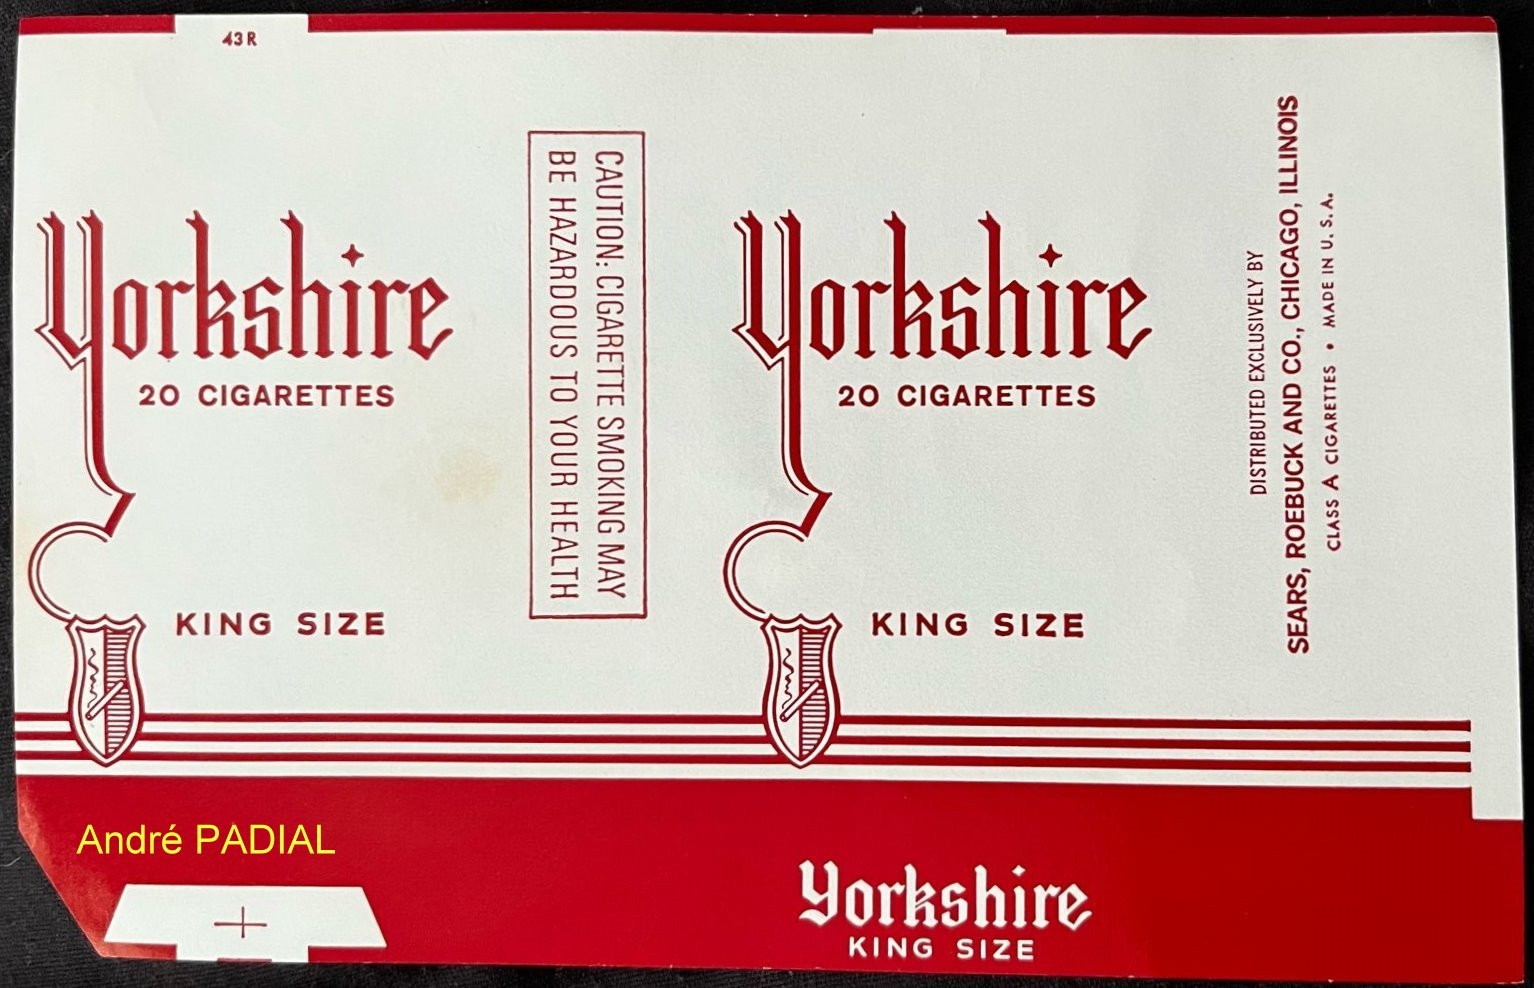 43 R
Yorkshire
20 CIGARETTES
KING SIZE
CAUTION: CIGARETTE SMOKING MAY
BE HAZARDOUS TO YOUR HEALTH
Yorkshire
20 CIGARETTES
KING SIZE
DISTRIBUTED EXCLUSIVELY BY
SEARS, ROEBUCK AND CO., CHICAGO, ILLINOIS
CLASS A CIGARETTES • MADE IN U. S. A.
André PADIAL
Yorkshire
KING SIZE